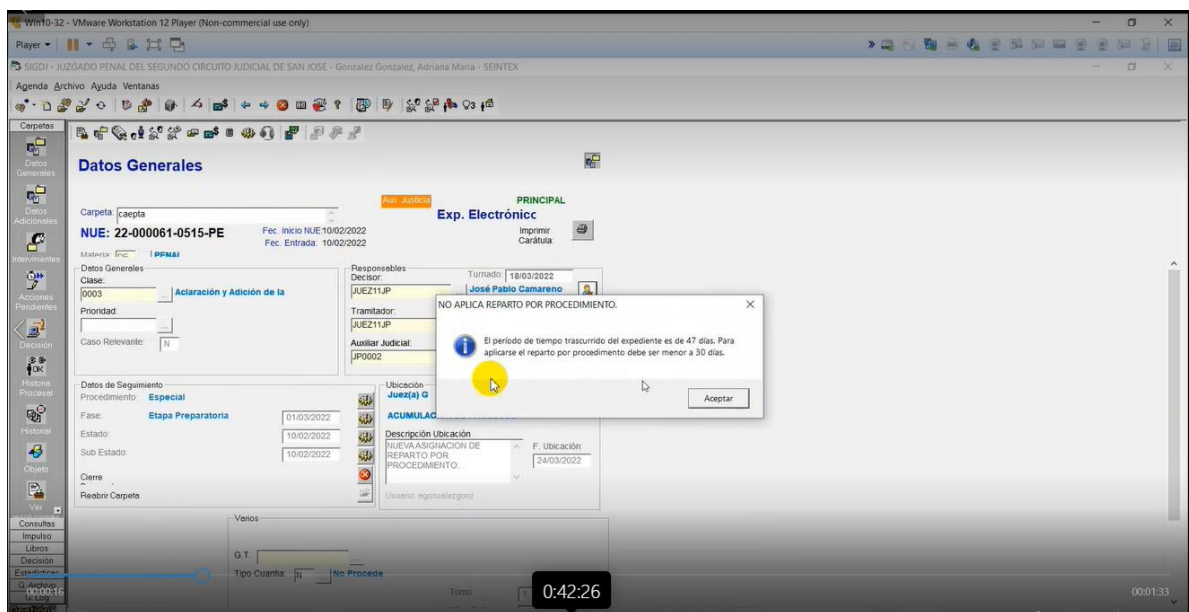 Win10-32 - VMware Workstation 12 Player (Non-commercial use only)
Player
SIGDJ - JUZGADO PENAL DEL SEGUNDO CIRCUITO JUDICIAL DE SAN JOSE - Gonzalez Gonzalez, Adriana Maria - SEINTEX
Agenda Archivo Ayuda Ventanas
Carpetas
Datos Generales
Datos Adicionales
Intervinientes
Acciones Pendientes
Decisión
Historia Procesal
Historial
Objeto
Ver
Consultas
Impulso
Libros
Decisión
Estadísticas
G. Archivo
G. Log
Datos Generales
Aux. Justicia
PRINCIPAL
Carpeta: caepta
Exp. Electrónicc
NUE: 22-000061-0515-PE
Fec. Inicio NUE:10/02/2022
Fec. Entrada: 10/02/2022
Imprimir Carátula:
Materia: PENAL
Datos Generales
Clase:
0003 ... Aclaración y Adición de la
Prioridad:
Caso Relevante: N
Responsables
Decisor: Turnado: 18/03/2022
JUEZ11JP José Pablo Camareno
Tramitador:
JUEZ11JP
Auxiliar Judicial:
JP0002
NO APLICA REPARTO POR PROCEDIMIENTO.
El período de tiempo trascurrido del expediente es de 47 días. Para
aplicarse el reparto por procedimento debe ser menor a 30 días.
Aceptar
Datos de Seguimiento
Procedimiento: Especial
Fase: Etapa Preparatoria 01/03/2022
Estado: 10/02/2022
Sub Estado: 10/02/2022
Cierre
Reabrir Carpeta
Ubicación
Juez(a) G
Descripción Ubicación
NUEVA ASIGNACION DE
REPARTO POR
PROCEDIMIENTO..
F. Ubicación
24/03/2022
Usuario: agonzalezgonz
Varios
G.T.
Tipo Cuantía: N No Procede
Tomo: 1
00:00:16
0:42:26
00:01:33